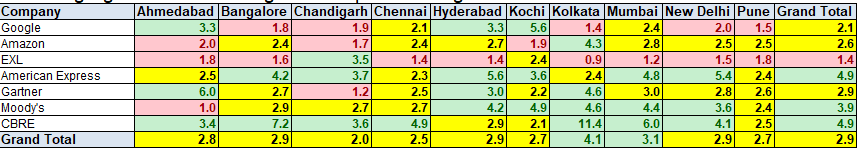 Company Ahmedabad Bangalore Chandigarh Chennai Hyderabad Kochi Kolkata Mumbai New Delhi Pune Grand Total
Google 3.3 1.8 1.9 2.1 3.3 5.6 1.4 2.4 2.0 1.5 2.1
Amazon 2.0 2.4 1.7 2.4 2.7 1.9 4.3 2.8 2.5 2.5 2.6
EXL 1.8 1.6 3.5 1.4 1.4 2.4 0.9 1.2 1.5 1.8 1.4
American Express 2.5 4.2 3.7 2.3 5.6 3.6 2.4 4.8 5.4 2.4 4.9
Gartner 6.0 2.7 1.2 2.5 3.0 2.2 4.6 3.0 2.8 2.6 2.9
Moody's 1.0 2.9 2.7 2.7 4.2 4.9 4.6 4.4 3.6 2.4 3.9
CBRE 3.4 7.2 3.6 4.9 2.9 2.1 11.4 6.0 4.1 2.5 4.9
Grand Total 2.8 2.9 2.0 2.5 2.9 2.7 4.1 3.1 2.9 2.7 2.9